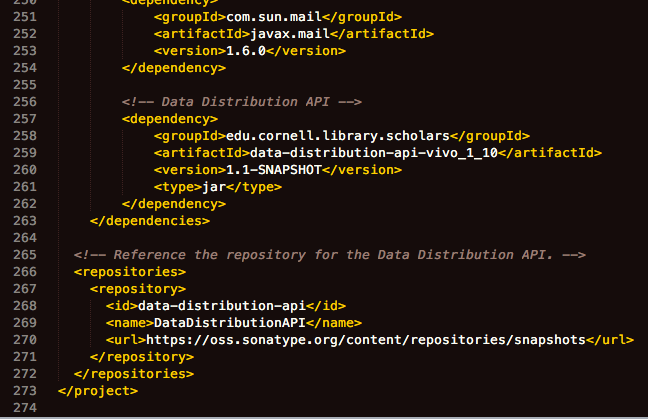 250 <dependency>
251 <groupId>com.sun.mail</groupId>
252 <artifactId>javax.mail</artifactId>
253 <version>1.6.0</version>
254 </dependency>
255
256 <!-- Data Distribution API -->
257 <dependency>
258 <groupId>edu.cornell.library.scholars</groupId>
259 <artifactId>data-distribution-api-vivo_1_10</artifactId>
260 <version>1.1-SNAPSHOT</version>
261 <type>jar</type>
262 </dependency>
263 </dependencies>
264
265 <!-- Reference the repository for the Data Distribution API. -->
266 <repositories>
267 <repository>
268 <id>data-distribution-api</id>
269 <name>DataDistributionAPI</name>
270 <url>https://oss.sonatype.org/content/repositories/snapshots</url>
271 </repository>
272 </repositories>
273 </project>
274